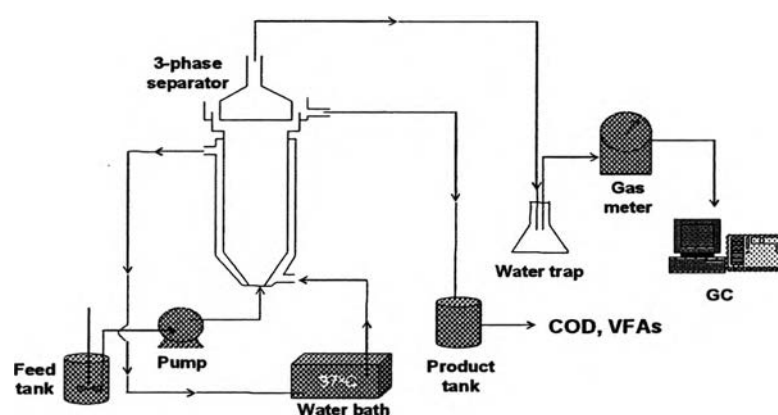 3-phase
separator
Gas
meter
Water trap
GC
Pump
Feed
tank
37°C
Water bath
Product
tank
COD, VFAs